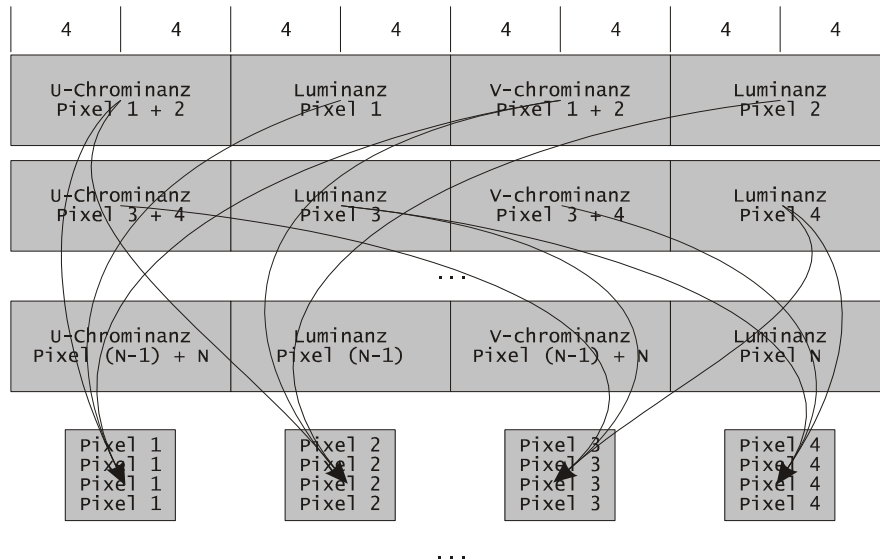 4 4 4 4 4 4 4 4
U-Chrominanz Luminanz V-chrominanz Luminanz
Pixel 1 + 2 Pixel 1 Pixel 1 + 2 Pixel 2
U-Chrominanz Luminanz V-chrominanz Luminanz
Pixel 3 + 4 Pixel 3 Pixel 3 + 4 Pixel 4
...
U-Chrominanz Luminanz V-chrominanz Luminanz
Pixel (N-1) + N Pixel (N-1) Pixel (N-1) + N Pixel N
Pixel 1 Pixel 2 Pixel 3 Pixel 4
Pixel 1 Pixel 2 Pixel 3 Pixel 4
Pixel 1 Pixel 2 Pixel 3 Pixel 4
Pixel 1 Pixel 2 Pixel 3 Pixel 4
...